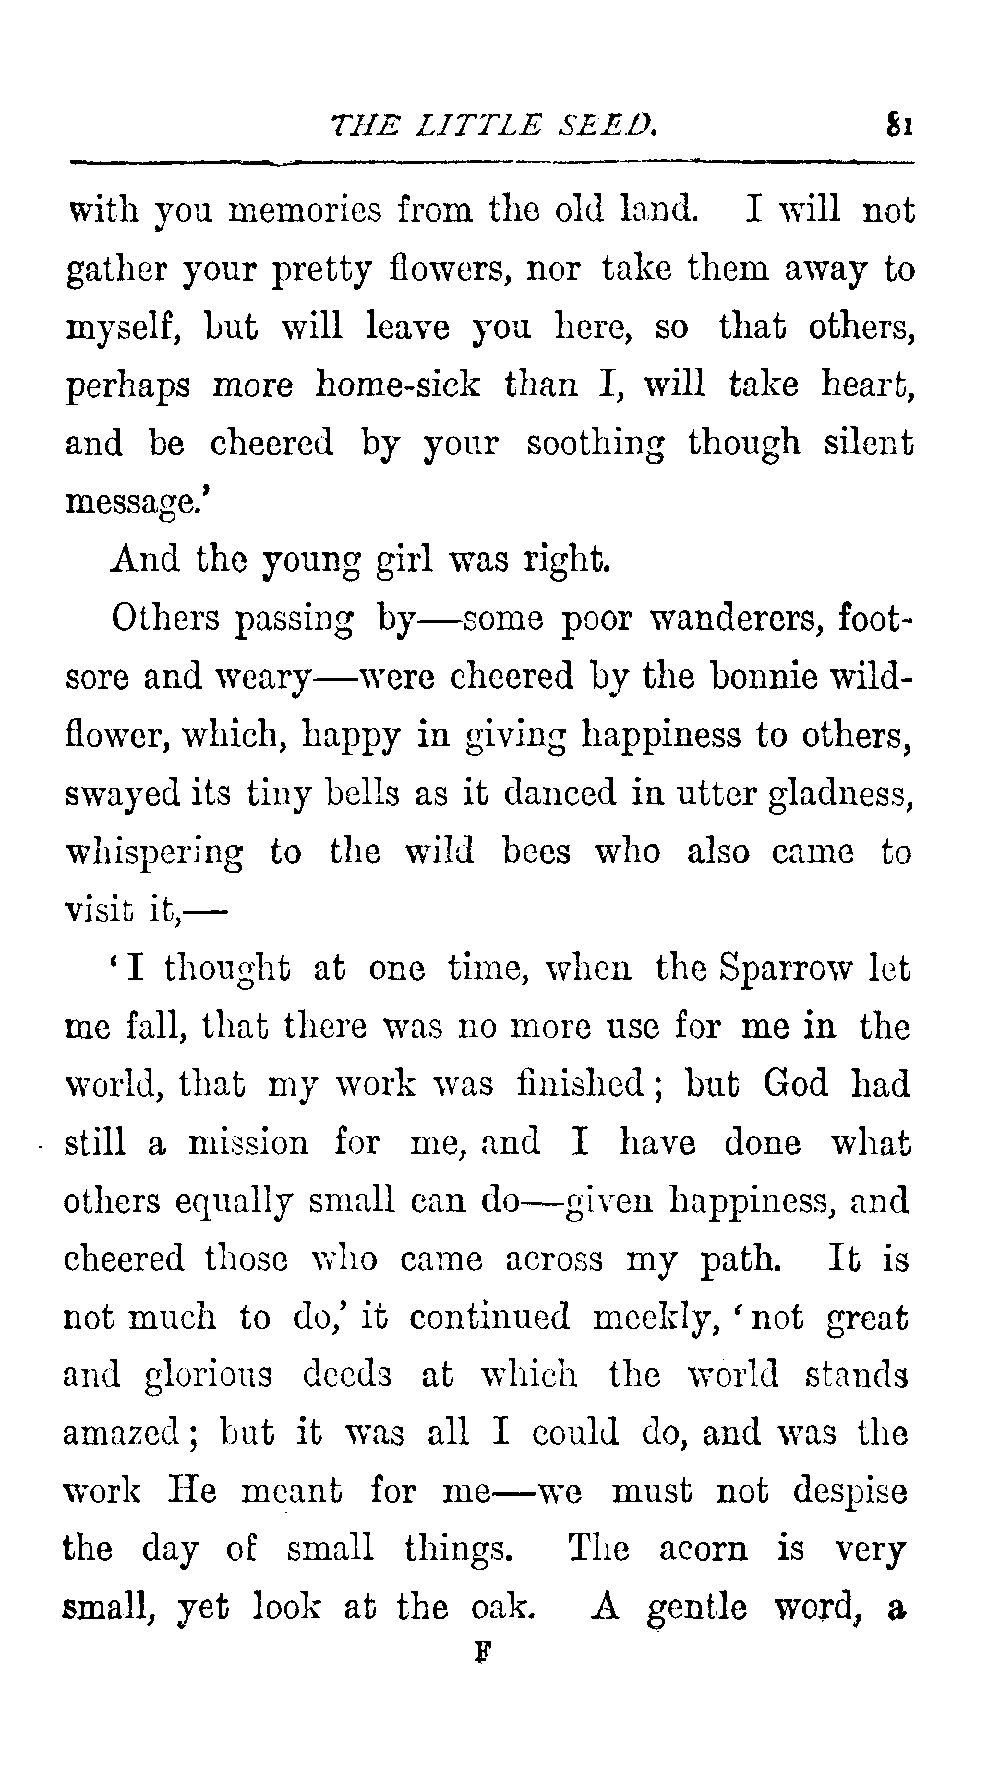 THE LITTLE SEED. 81
with you memories from the old land. I will not
gather your pretty flowers, nor take them away to
myself, but will leave you here, so that others,
perhaps more home-sick than I, will take heart,
and be cheered by your soothing though silent
message.’
And the young girl was right.
Others passing by—some poor wanderers, foot-
sore and weary—were cheered by the bonnie wild-
flower, which, happy in giving happiness to others,
swayed its tiny bells as it danced in utter gladness,
whispering to the wild bees who also came to
visit it,—
‘I thought at one time, when the Sparrow let
me fall, that there was no more use for me in the
world, that my work was finished; but God had
still a mission for me, and I have done what
others equally small can do—given happiness, and
cheered those who came across my path. It is
not much to do,’ it continued meekly, ‘not great
and glorious deeds at which the world stands
amazed; but it was all I could do, and was the
work He meant for me—we must not despise
the day of small things. The acorn is very
small, yet look at the oak. A gentle word, a
F